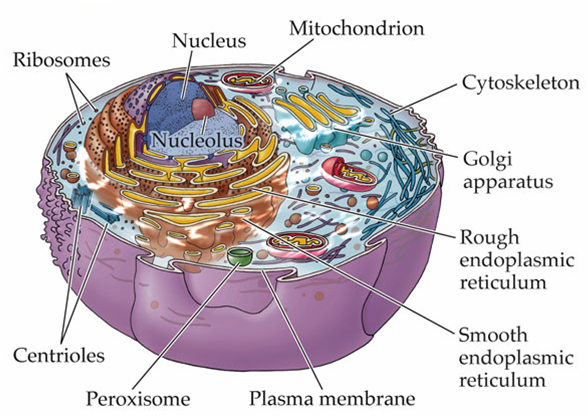 Mitochondrion
Nucleus
Ribosomes
Cytoskeleton
Nucleolus
Golgi
apparatus
Rough
endoplasmic
reticulum
Smooth
endoplasmic
reticulum
Centrioles
Peroxisome
Plasma membrane